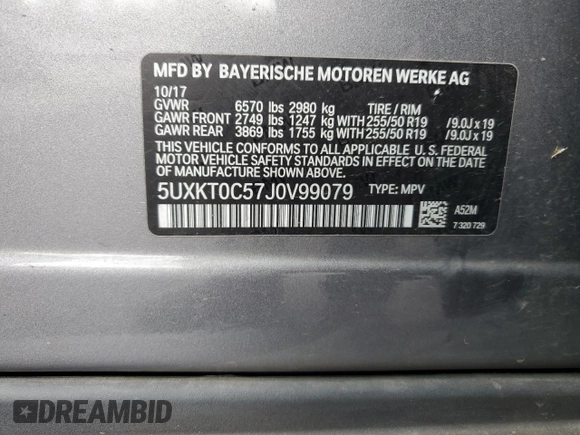 MFD BY BAYERISCHE MOTOREN WERKE AG
10/17
GVWR 6570 lbs 2980 kg TIRE / RIM
GAWR FRONT 2749 lbs 1247 kg WITH 255/50 R19 /9.0J x 19
GAWR REAR 3869 lbs 1755 kg WITH 255/50 R19 /9.0J x 19
THIS VEHICLE CONFORMS TO ALL APPLICABLE U. S. FEDERAL
MOTOR VEHICLE SAFETY STANDARDS IN EFFECT ON THE DATE
OF MANUFACTURE SHOWN ABOVE.
5UXKT0C57J0V99079 TYPE: MPV
A52M
7 320 729
DREAMBID